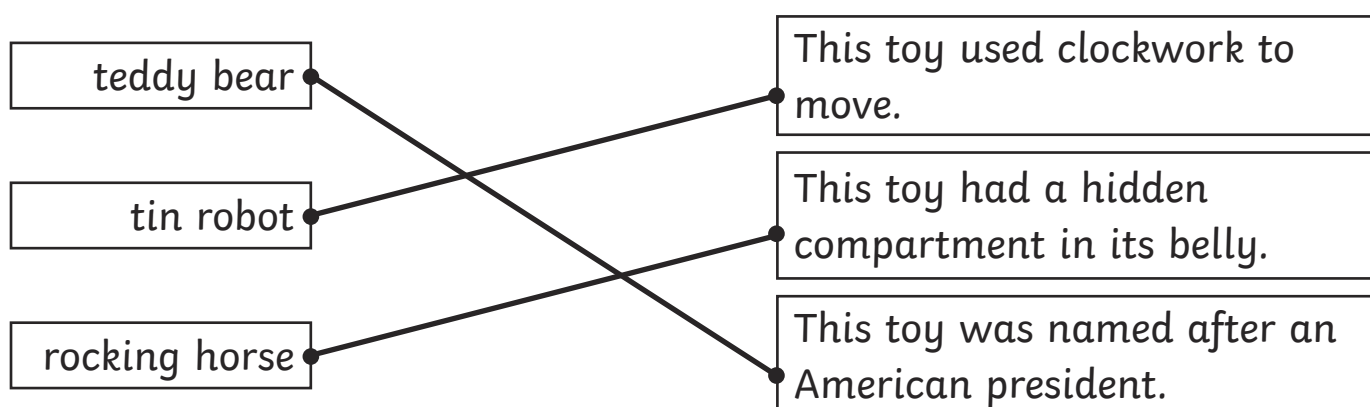 teddy bear
tin robot
rocking horse
This toy used clockwork to
move.
This toy had a hidden
compartment in its belly.
This toy was named after an
American president.